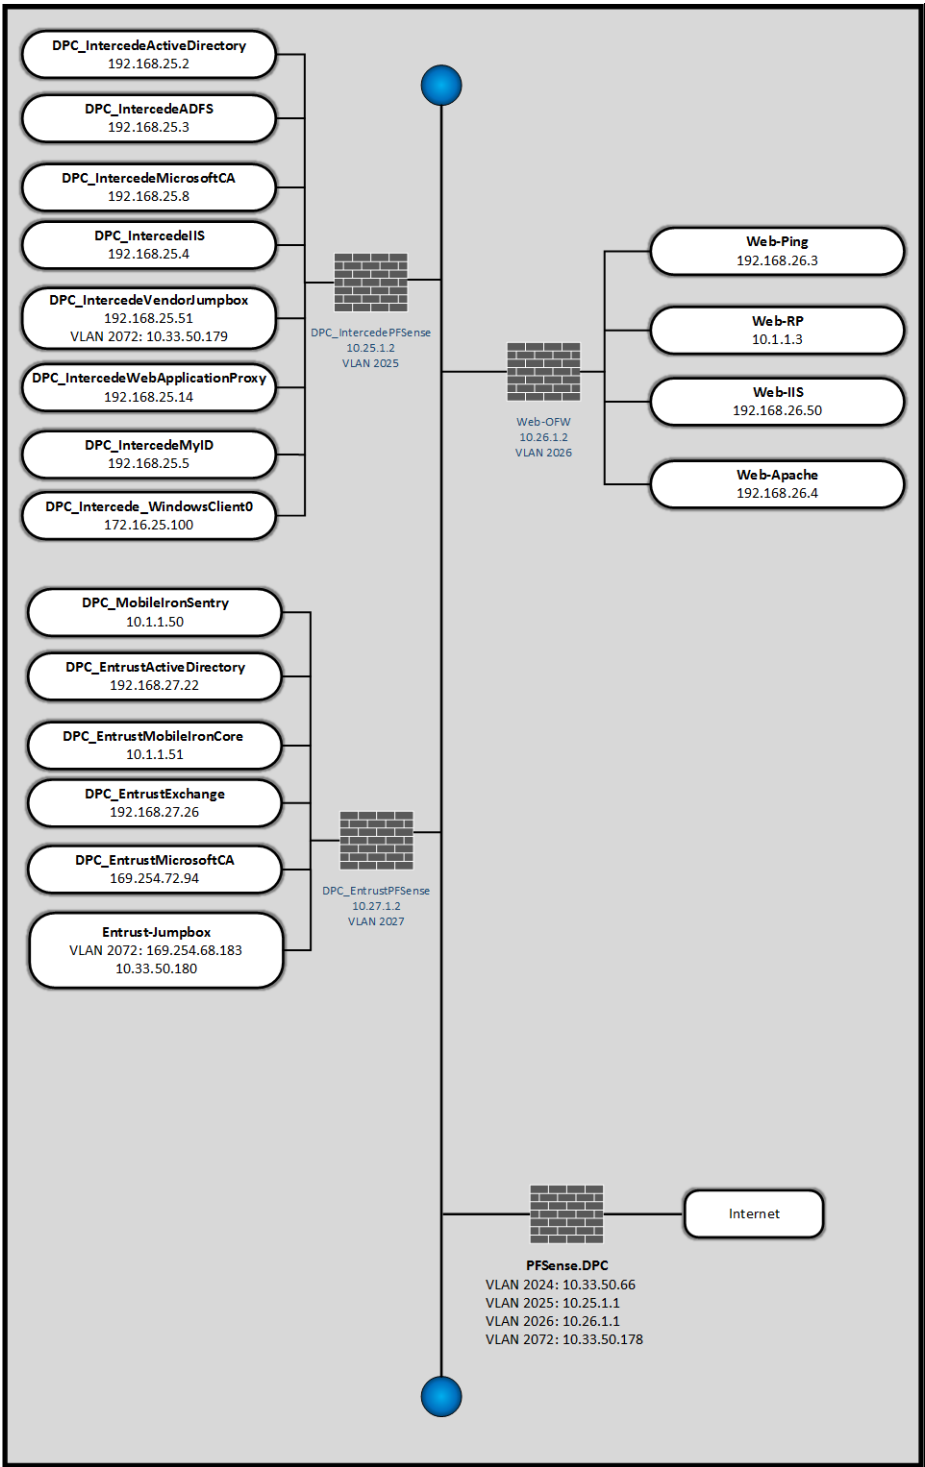 DPC_IntercedeActiveDirectory
192.168.25.2
DPC_IntercedeADFS
192.168.25.3
DPC_IntercedeMicrosoftCA
192.168.25.8
DPC_IntercedeIIS
192.168.25.4
DPC_IntercedeVendorJumpbox
192.168.25.51
VLAN 2072: 10.33.50.179
DPC_IntercedeWebApplicationProxy
192.168.25.14
DPC_IntercedeMyID
192.168.25.5
DPC_Intercede_WindowsClient0
172.16.25.100
DPC_IntercedePFSense
10.25.1.2
VLAN 2025
Web-OFW
10.26.1.2
VLAN 2026
Web-Ping
192.168.26.3
Web-RP
10.1.1.3
Web-IIS
192.168.26.50
Web-Apache
192.168.26.4
DPC_MobileIronSentry
10.1.1.50
DPC_EntrustActiveDirectory
192.168.27.22
DPC_EntrustMobileIronCore
10.1.1.51
DPC_EntrustExchange
192.168.27.26
DPC_EntrustMicrosoftCA
169.254.72.94
Entrust-Jumpbox
VLAN 2072: 169.254.68.183
10.33.50.180
DPC_EntrustPFSense
10.27.1.2
VLAN 2027
Internet
PFSense.DPC
VLAN 2024: 10.33.50.66
VLAN 2025: 10.25.1.1
VLAN 2026: 10.26.1.1
VLAN 2072: 10.33.50.178